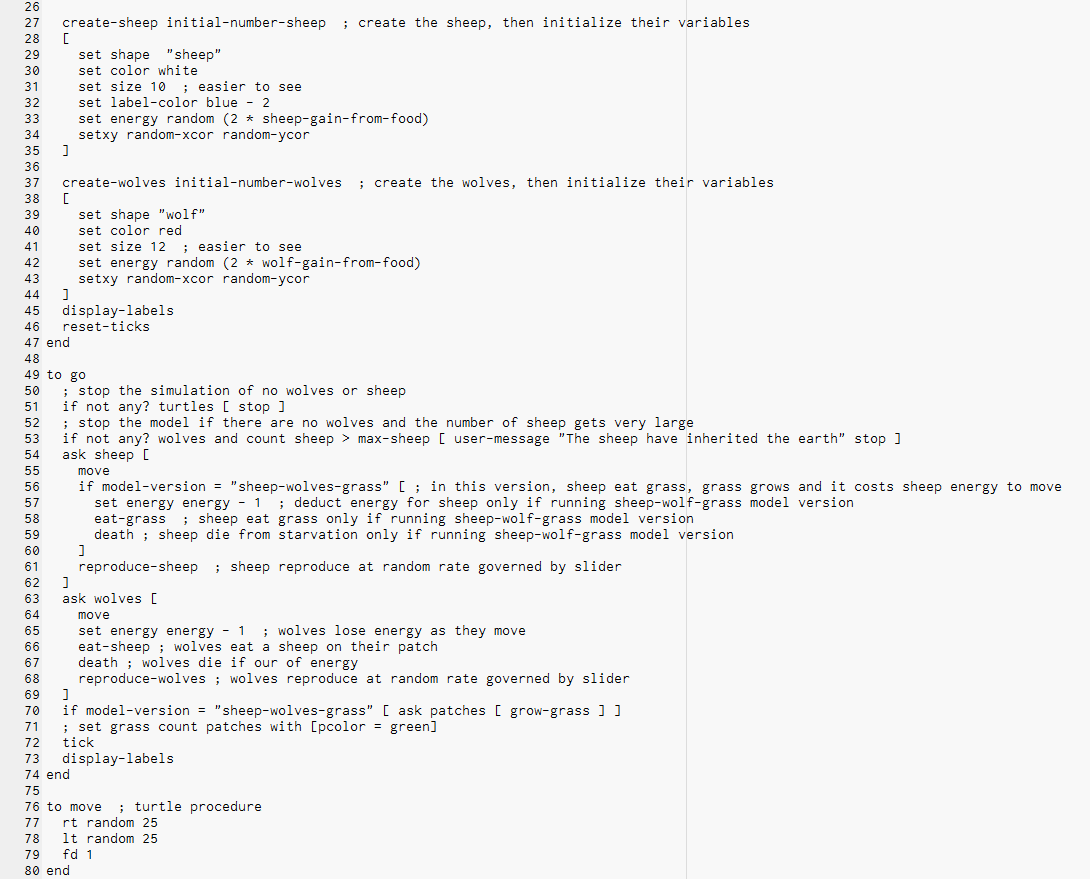 26
27   create-sheep initial-number-sheep  ; create the sheep, then initialize their variables
28   [
29     set shape  "sheep"
30     set color white
31     set size 10  ; easier to see
32     set label-color blue - 2
33     set energy random (2 * sheep-gain-from-food)
34     setxy random-xcor random-ycor
35   ]
36
37   create-wolves initial-number-wolves  ; create the wolves, then initialize their variables
38   [
39     set shape "wolf"
40     set color red
41     set size 12  ; easier to see
42     set energy random (2 * wolf-gain-from-food)
43     setxy random-xcor random-ycor
44   ]
45   display-labels
46   reset-ticks
47 end
48
49 to go
50   ; stop the simulation of no wolves or sheep
51   if not any? turtles [ stop ]
52   ; stop the model if there are no wolves and the number of sheep gets very large
53   if not any? wolves and count sheep > max-sheep [ user-message "The sheep have inherited the earth" stop ]
54   ask sheep [
55     move
56     if model-version = "sheep-wolves-grass" [ ; in this version, sheep eat grass, grass grows and it costs sheep energy to move
57       set energy energy - 1  ; deduct energy for sheep only if running sheep-wolf-grass model version
58       eat-grass  ; sheep eat grass only if running sheep-wolf-grass model version
59       death ; sheep die from starvation only if running sheep-wolf-grass model version
60     ]
61     reproduce-sheep  ; sheep reproduce at random rate governed by slider
62   ]
63   ask wolves [
64     move
65     set energy energy - 1  ; wolves lose energy as they move
66     eat-sheep ; wolves eat a sheep on their patch
67     death ; wolves die if our of energy
68     reproduce-wolves ; wolves reproduce at random rate governed by slider
69   ]
70   if model-version = "sheep-wolves-grass" [ ask patches [ grow-grass ] ]
71   ; set grass count patches with [pcolor = green]
72   tick
73   display-labels
74 end
75
76 to move  ; turtle procedure
77   rt random 25
78   lt random 25
79   fd 1
80 end